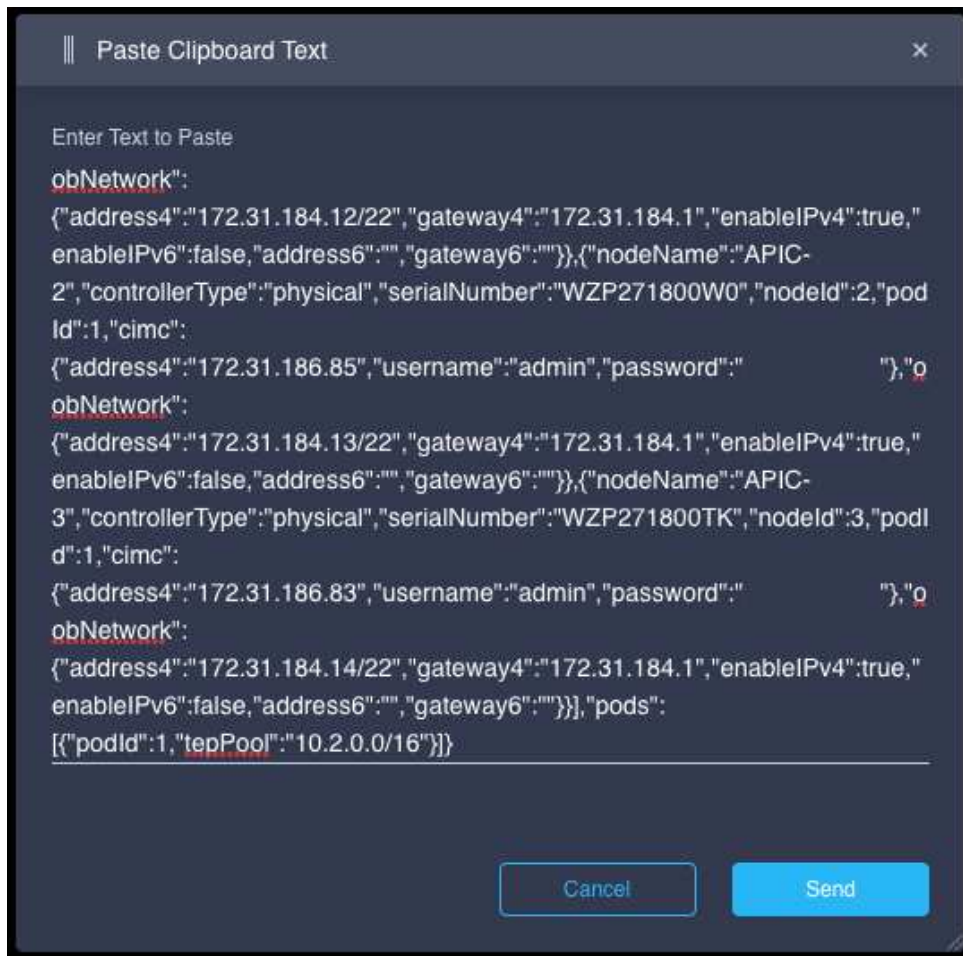 Paste Clipboard Text
×
Enter Text to Paste
obNetwork":
{"address4":"172.31.184.12/22","gateway4":"172.31.184.1","enableIPv4":true,"
enableIPv6":false,"address6":"","gateway6":""}},{"nodeName":"APIC-
2","controllerType":"physical","serialNumber":"WZP271800W0","nodeId":2,"pod
Id":1,"cimc":
{"address4":"172.31.186.85","username":"admin","password":" "},"o
obNetwork":
{"address4":"172.31.184.13/22","gateway4":"172.31.184.1","enableIPv4":true,"
enableIPv6":false,"address6":"","gateway6":""}},{"nodeName":"APIC-
3","controllerType":"physical","serialNumber":"WZP271800TK","nodeId":3,"podI
d":1,"cimc":
{"address4":"172.31.186.83","username":"admin","password":" "},"o
obNetwork":
{"address4":"172.31.184.14/22","gateway4":"172.31.184.1","enableIPv4":true,"
enableIPv6":false,"address6":"","gateway6":""}}],"pods":
[{"podId":1,"tepPool":"10.2.0.0/16"}]}
Cancel
Send